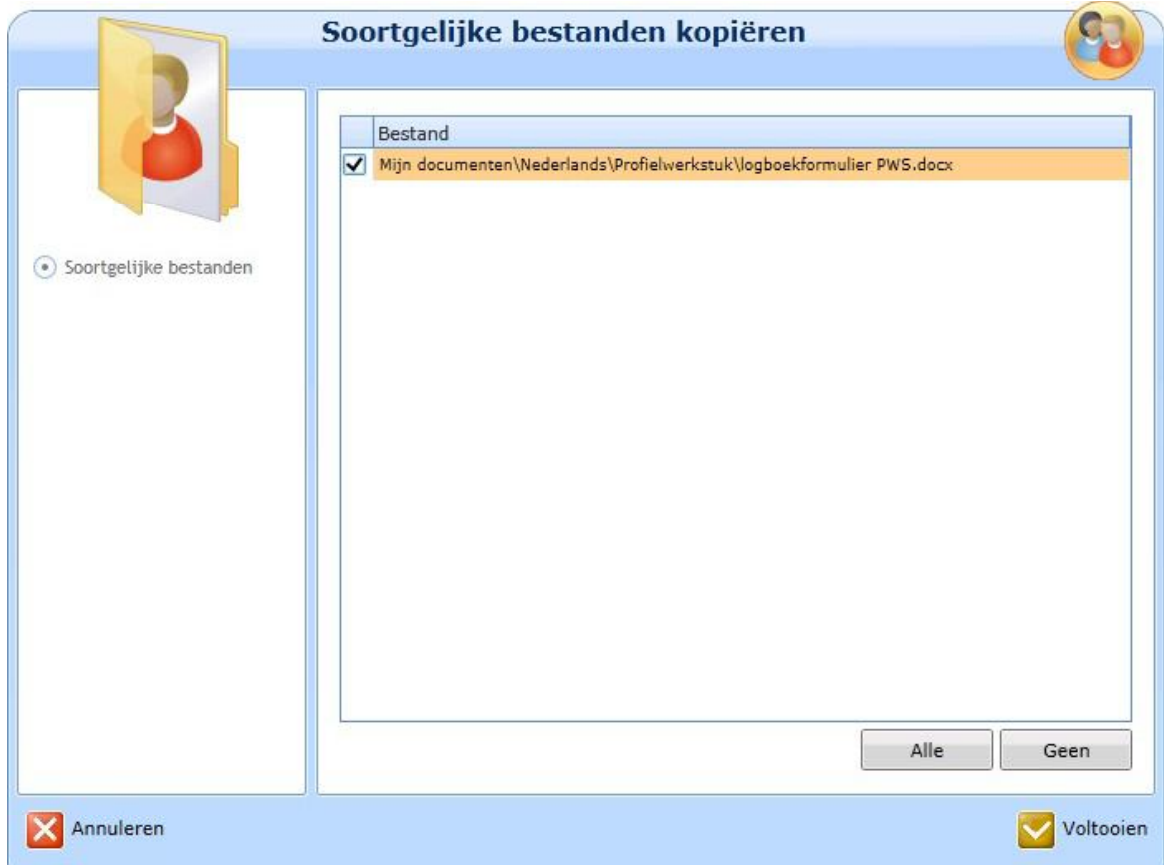 Soortgelijke bestanden kopiëren
Soortgelijke bestanden
Bestand
Mijn documenten\Nederlands\Profielwerkstuk\logboekformulier PWS.docx
Alle
Geen
Annuleren
Voltooien